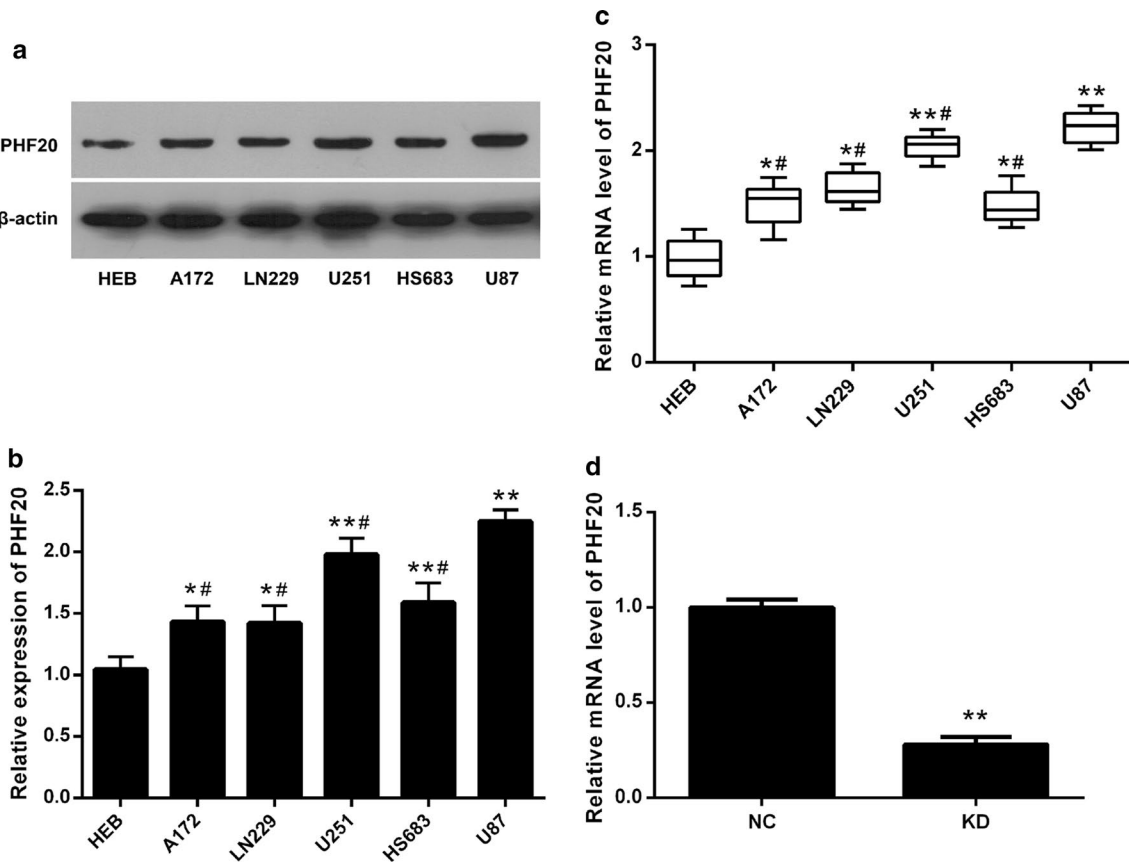 a
PHF20
β-actin
HEB A172 LN229 U251 HS683 U87
b
Relative expression of PHF20
2.5
2.0
1.5
1.0
0.5
0.0
*# *# **# **# **
HEB A172 LN229 U251 HS683 U87
c
Relative mRNA level of PHF20
3
2
1
0
*# *# **# *# **
HEB A172 LN229 U251 HS683 U87
d
Relative mRNA level of PHF20
1.5
1.0
0.5
0.0
**
NC KD